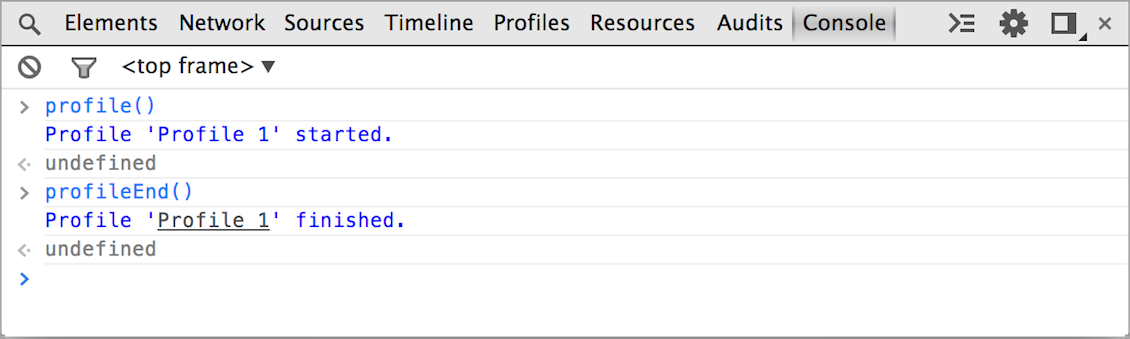 Elements Network Sources Timeline Profiles Resources Audits Console
<top frame> ▼
> profile()
Profile 'Profile 1' started.
undefined
> profileEnd()
Profile 'Profile 1' finished.
undefined
>